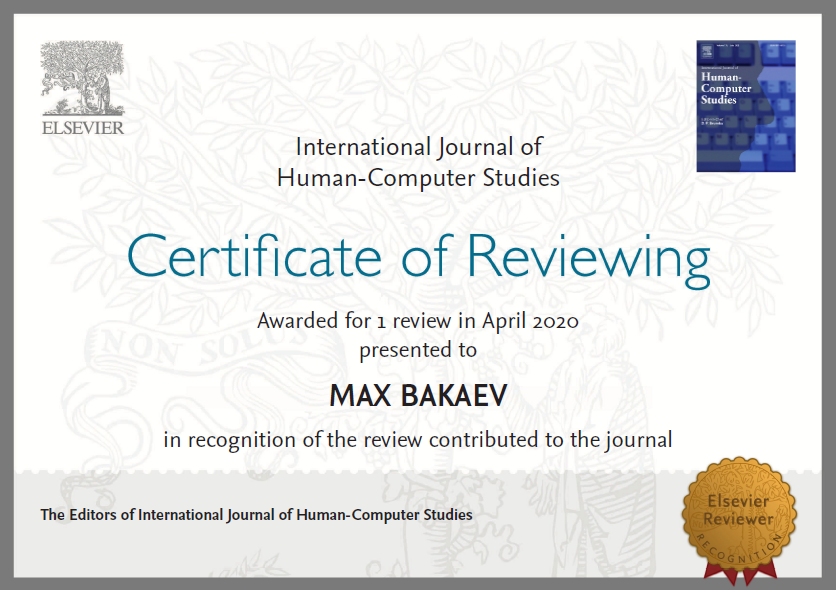 ELSEVIER
Human-
Computer
Studies
International Journal of
Human-Computer Studies
Certificate of Reviewing
Awarded for 1 review in April 2020
presented to
MAX BAKAEV
in recognition of the review contributed to the journal
The Editors of International Journal of Human-Computer Studies
Elsevier
Reviewer
RECOGNITION
NON SOLUS